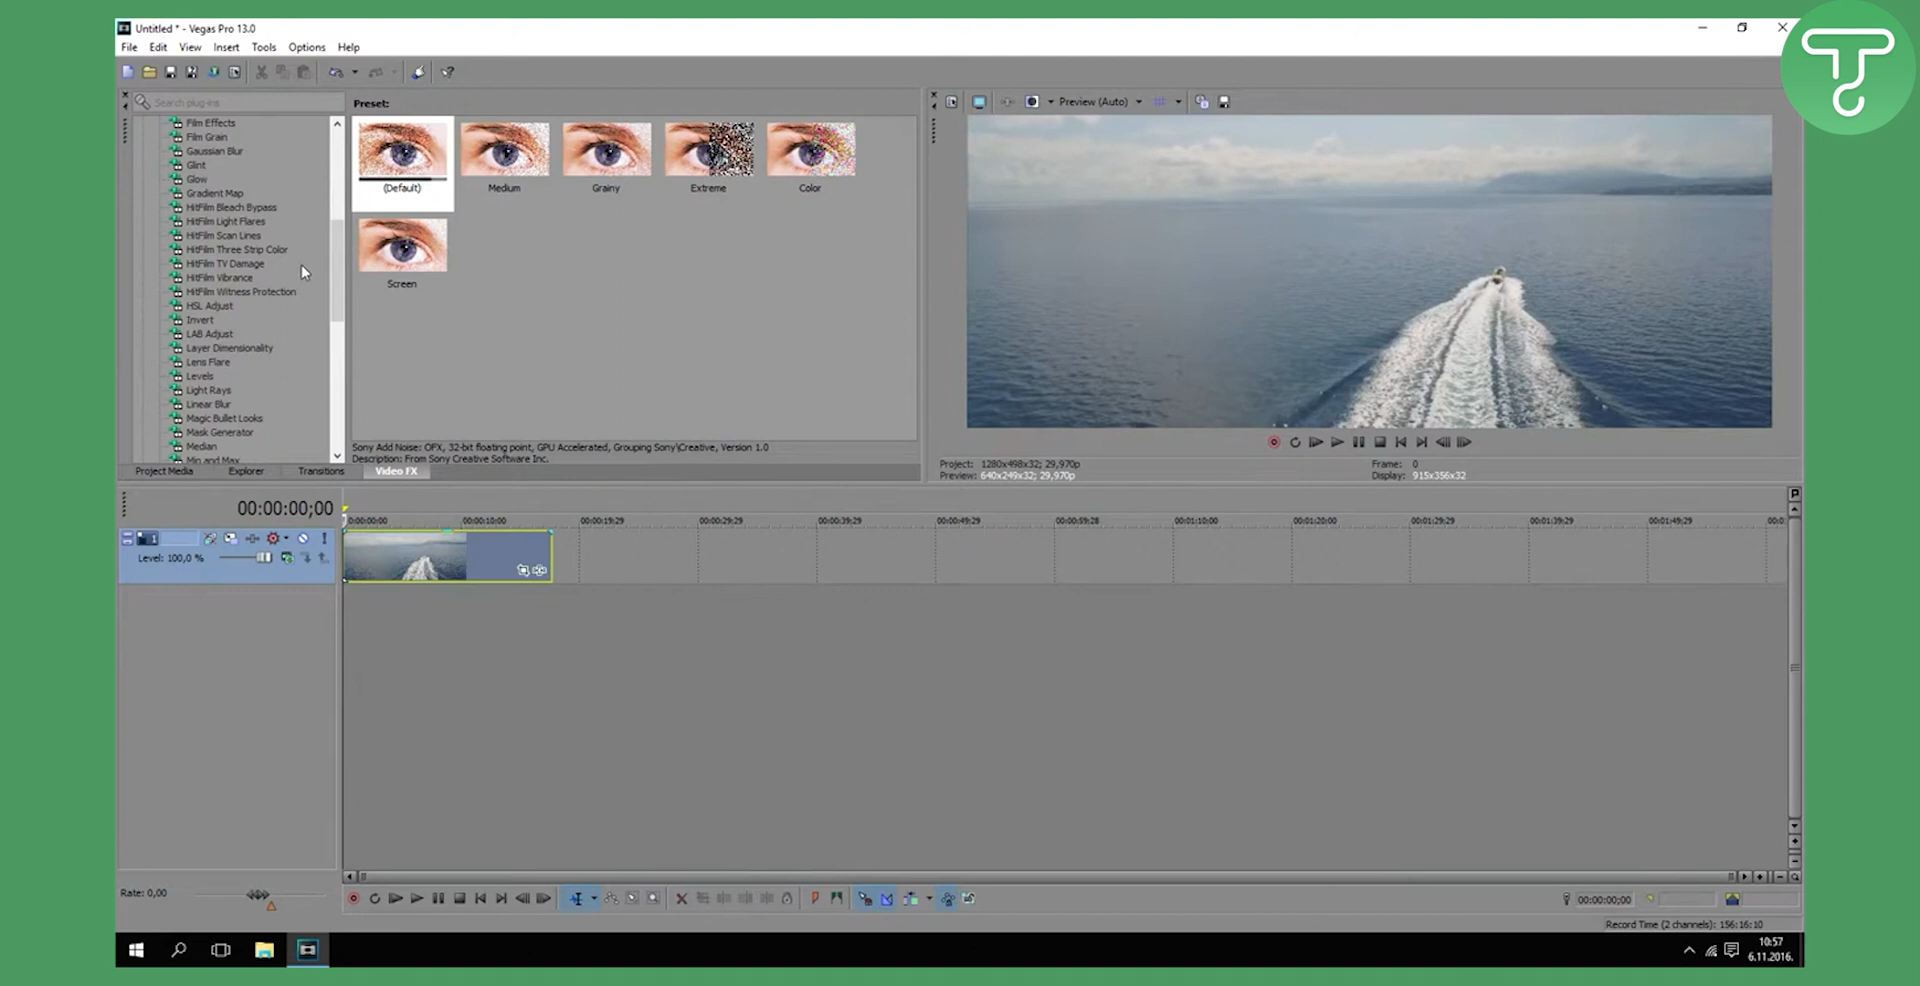 Untitled * - Vegas Pro 13.0
File Edit View Insert Tools Options Help
Search plug-ins
Film Effects
Film Grain
Gaussian Blur
Glint
Glow
Gradient Map
HitFilm Bleach Bypass
HitFilm Light Flares
HitFilm Scan Lines
HitFilm Three Strip Color
HitFilm TV Damage
HitFilm Vibrance
HitFilm Witness Protection
HSL Adjust
Invert
LAB Adjust
Layer Dimensionality
Lens Flare
Levels
Light Rays
Linear Blur
Magic Bullet Looks
Mask Generator
Median
Min and Max
Preset:
(Default) Medium Grainy Extreme Color
Screen
Sony Add Noise: OFX, 32-bit floating point, GPU Accelerated, Grouping Sony\Creative, Version 1.0
Description: From Sony Creative Software Inc.
Project Media Explorer Transitions Video FX
Preview (Auto)
Project: 1280x498x32; 29,970p Frame: 0
Preview: 640x249x32; 29,970p Display: 915x356x32
00:00:00;00
0:00:00:00 00:00:10;00 00:00:19;29 00:00:29;29 00:00:39;29 00:00:49;29 00:00:59;28 00:01:10;00 00:01:20;00 00:01:29;29 00:01:39;29 00:01:49;29 00:0
1
Level: 100,0 %
Rate: 0,00
00:00:00;00
Record Time (2 channels): 156:16:10
10:57
6.11.2016.